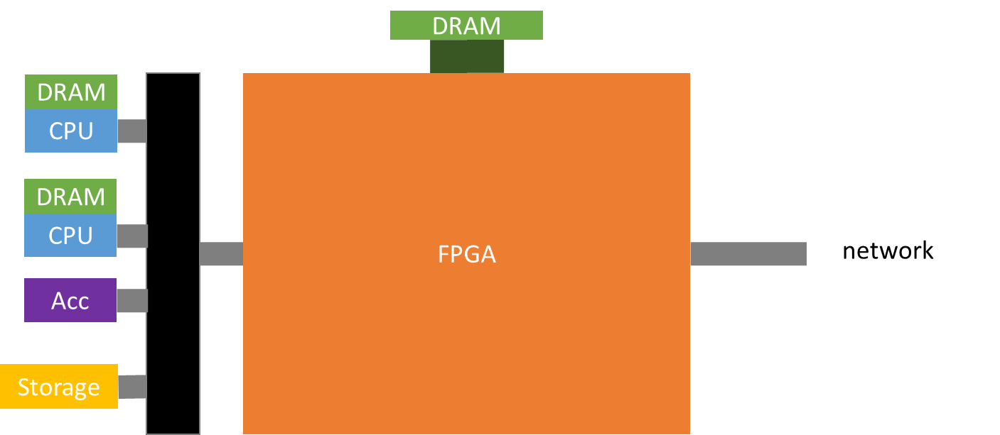 DRAM
DRAM
CPU
DRAM
CPU
FPGA
network
Acc
Storage